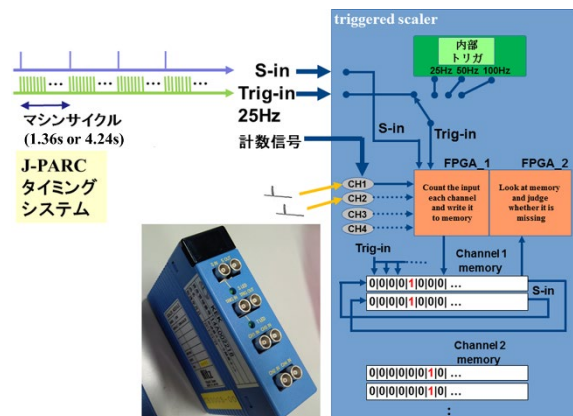 triggered scaler
内部
トリガ
25Hz 50Hz 100Hz
S-in
Trig-in
25Hz
マシンサイクル
(1.36s or 4.24s)
計数信号
J-PARC
タイミング
システム
S-in
Trig-in
FPGA_1
FPGA_2
CH1
CH2
CH3
CH4
Count the input
each channel
and write it
to memory
Look at memory
and judge
whether it is
missing
Trig-in
Channel 1
memory
S-in
0|0|0|0|1|0|0|0| ...
0|0|0|0|1|0|0|0| ...
Channel 2
memory
0|0|0|0|0|0|1|0| ...
0|0|0|0|0|0|1|0| ...